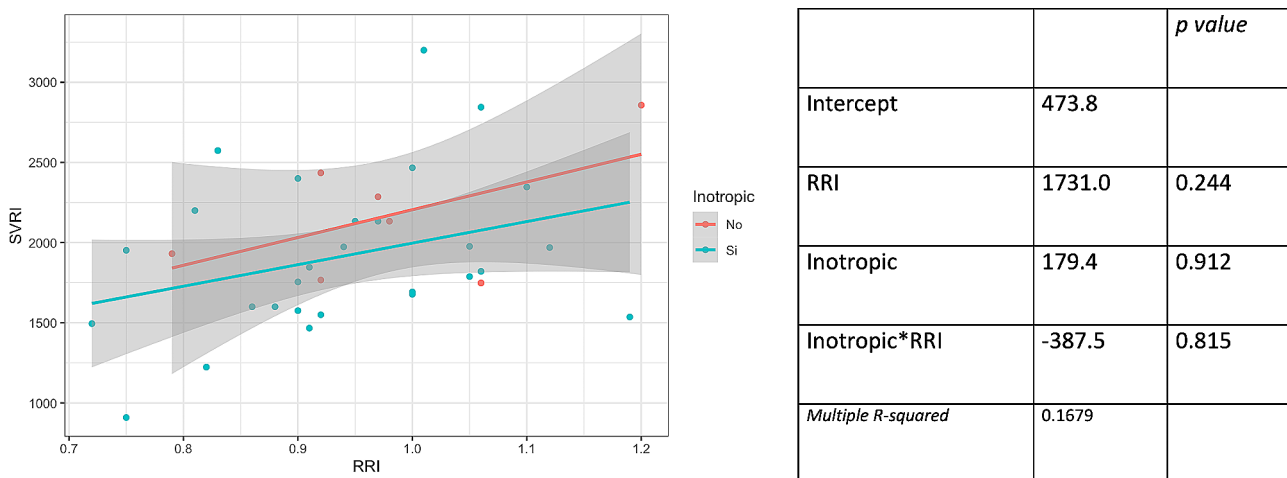 3000
2500
2000
1500
1000
SVRI
0.7 0.8 0.9 1.0 1.1 1.2
RRI
Inotropic
No
Si
p value
Intercept 473.8
RRI 1731.0 0.244
Inotropic 179.4 0.912
Inotropic*RRI -387.5 0.815
Multiple R-squared 0.1679